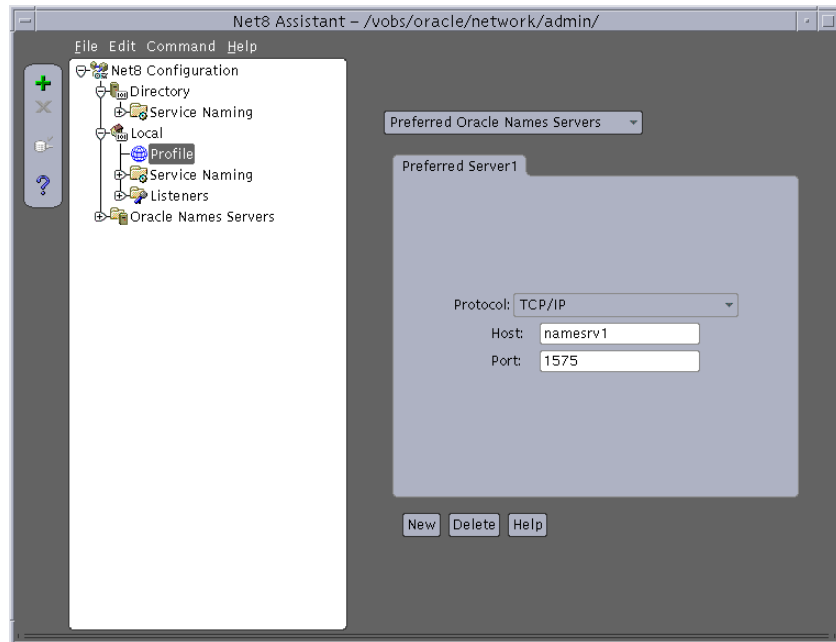 Net8 Assistant – /vobs/oracle/network/admin/
File Edit Command Help
Net8 Configuration
Directory
Service Naming
Local
Profile
Service Naming
Listeners
Oracle Names Servers
Preferred Oracle Names Servers
Preferred Server1
Protocol: TCP/IP
Host: namesrv1
Port: 1575
New Delete Help